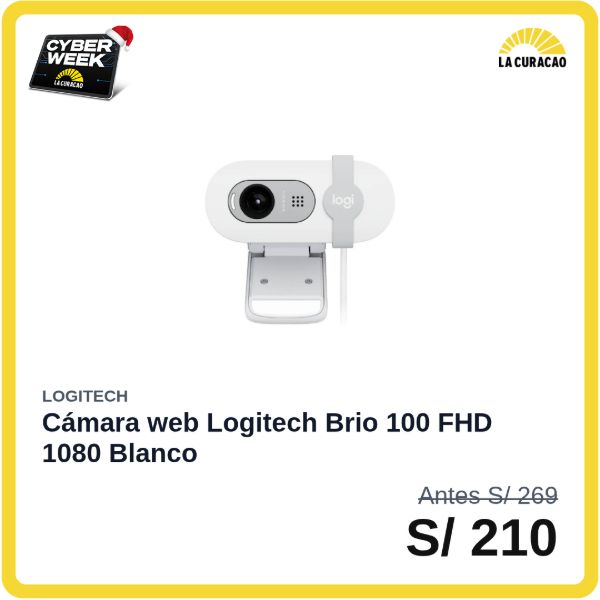 CYBER
WEEK
LA CURACAO
LA CURACAO
logi
LOGITECH
Cámara web Logitech Brio 100 FHD
1080 Blanco
Antes S/ 269
S/ 210